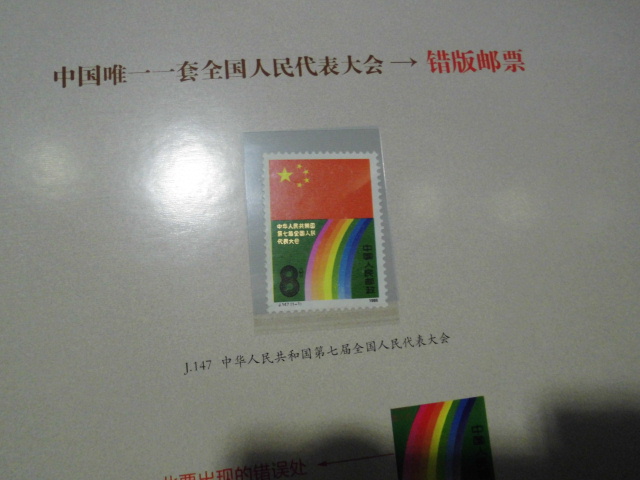 中国唯一一套全国人民代表大会→错版邮票
中华人民共和国
第七届全国人民
代表大会
8
中国人民邮政
J.147
1988
J.147 中华人民共和国第七届全国人民代表大会
此票出现的错误处